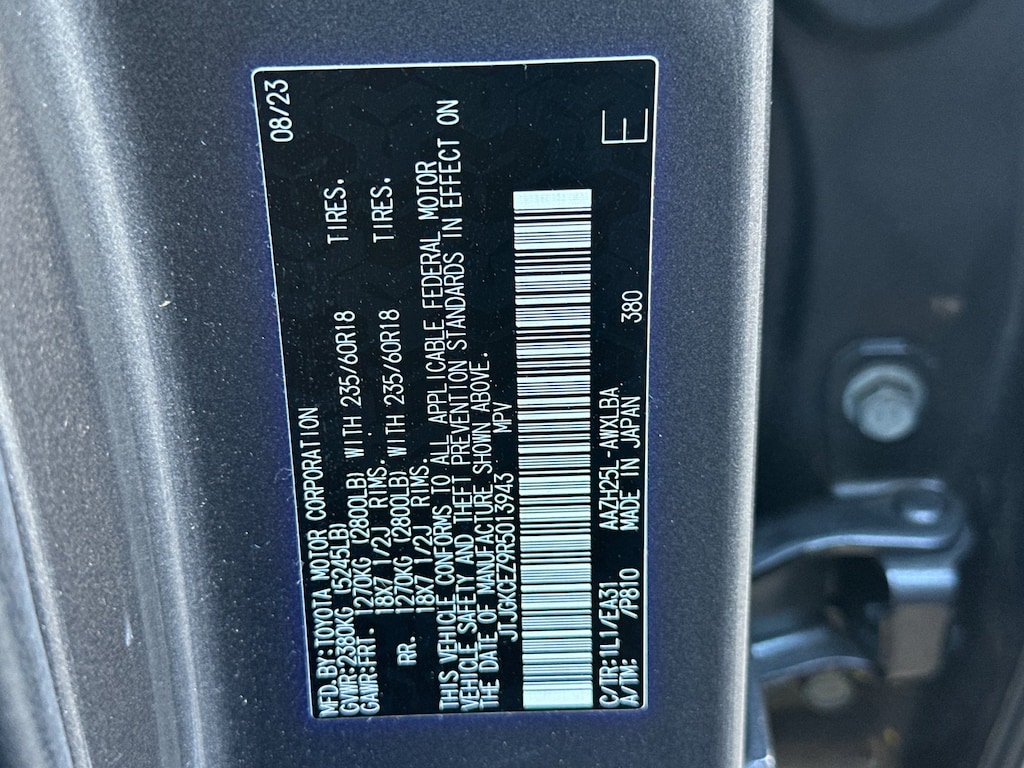 MFD.BY:TOYOTA MOTOR CORPORATION 08/23
GVWR:2380KG (5245LB)
GAWR:FRT. 1270KG (2800LB) WITH 235/60R18 TIRES.
18X7 1/2J RIMS.
RR. 1270KG (2800LB) WITH 235/60R18 TIRES.
18X7 1/2J RIMS.
THIS VEHICLE CONFORMS TO ALL APPLICABLE FEDERAL MOTOR
VEHICLE SAFETY AND THEFT PREVENTION STANDARDS IN EFFECT ON
THE DATE OF MANUFACTURE SHOWN ABOVE.
JTJGKCEZ9R5013943 MPV
C/TR:1L1/EA31 AAZH25L-AWXLBA
A/TM: /P810 MADE IN JAPAN 380
E